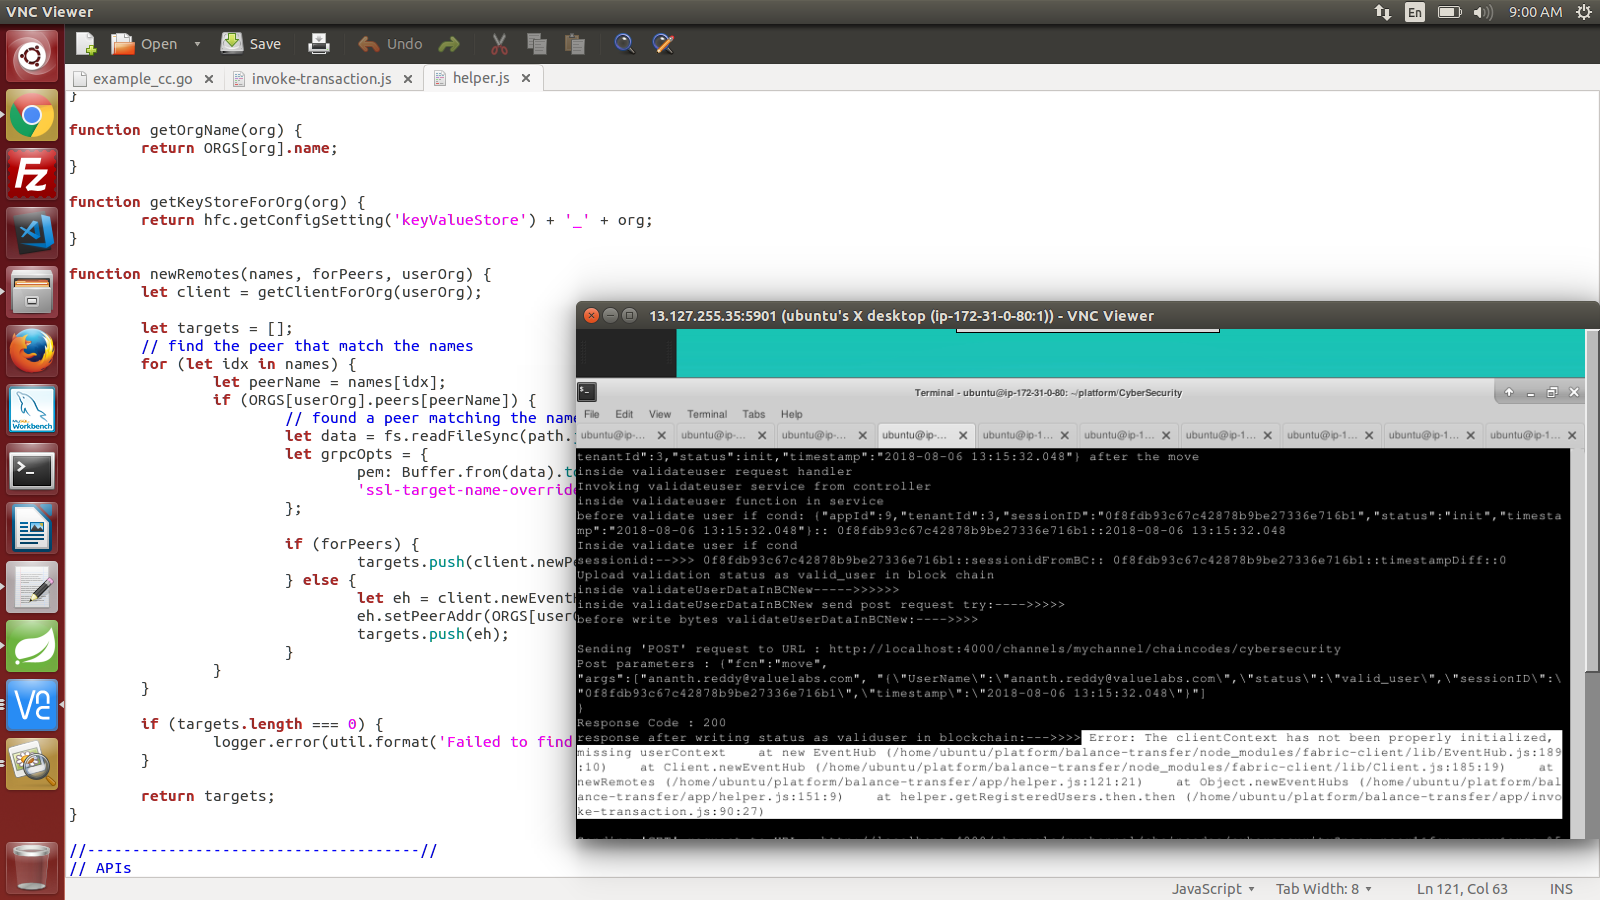 VNC Viewer
En
9:00 AM
Open
Save
Undo
example_cc.go
invoke-transaction.js
helper.js
}
function getOrgName(org) {
return ORGS[org].name;
}
function getKeyStoreForOrg(org) {
return hfc.getConfigSetting('keyValueStore') + '_' + org;
}
function newRemotes(names, forPeers, userOrg) {
let client = getClientForOrg(userOrg);
let targets = [];
// find the peer that match the names
for (let idx in names) {
let peerName = names[idx];
if (ORGS[userOrg].peers[peerName]) {
// found a peer matching the name
let data = fs.readFileSync(path.
let grpcOpts = {
pem: Buffer.from(data).to
'ssl-target-name-override
};
if (forPeers) {
targets.push(client.newPe
} else {
let eh = client.newEventH
eh.setPeerAddr(ORGS[userO
targets.push(eh);
}
}
}
if (targets.length === 0) {
logger.error(util.format('Failed to find
}
return targets;
}
//-------------------------------------//
// APIs
13.127.255.35:5901 (ubuntu's X desktop (ip-172-31-0-80:1)) - VNC Viewer
Terminal - ubuntu@ip-172-31-0-80: ~/platform/CyberSecurity
File Edit View Terminal Tabs Help
ubuntu@ip-... ubuntu@ip-... ubuntu@ip-... ubuntu@ip-... ubuntu@ip-1... ubuntu@ip-1... ubuntu@ip-1... ubuntu@ip-1... ubuntu@ip-1... ubuntu@ip-1...
tenantId":3,"status":init,"timestamp":"2018-08-06 13:15:32.048"} after the move
inside validateuser request handler
Invoking validateuser service from controller
inside validateuser function in service
before validate user if cond: {"appId":9,"tenantId":3,"sessionID":"0f8fdb93c67c42878b9be27336e716b1","status":"init","timesta
mp":"2018-08-06 13:15:32.048"}:: 0f8fdb93c67c42878b9be27336e716b1::2018-08-06 13:15:32.048
Inside validate user if cond
sessionid:-->>> 0f8fdb93c67c42878b9be27336e716b1::sessionidFromBC:: 0f8fdb93c67c42878b9be27336e716b1::timestampDiff::0
Upload validation status as valid_user in block chain
inside validateUserDataInBCNew----->>>>>>
inside validateUserDataInBCNew send post request try:---->>>>>
before write bytes validateUserDataInBCNew:---->>>>
Sending 'POST' request to URL : http://localhost:4000/channels/mychannel/chaincodes/cybersecurity
Post parameters : {"fcn":"move",
"args":["ananth.reddy@valuelabs.com", "{\"UserName\":\"ananth.reddy@valuelabs.com\",\"status\":\"valid_user\",\"sessionID\":\
"0f8fdb93c67c42878b9be27336e716b1\",\"timestamp\":\"2018-08-06 13:15:32.048\"}"]
}
Response Code : 200
response after writing status as validuser in blockchain:--->>>> Error: The clientContext has not been properly initialized,
missing userContext    at new EventHub (/home/ubuntu/platform/balance-transfer/node_modules/fabric-client/lib/EventHub.js:189
:10)    at Client.newEventHub (/home/ubuntu/platform/balance-transfer/node_modules/fabric-client/lib/Client.js:185:19)    at
newRemotes (/home/ubuntu/platform/balance-transfer/app/helper.js:121:21)    at Object.newEventHubs (/home/ubuntu/platform/bal
ance-transfer/app/helper.js:151:9)    at helper.getRegisteredUsers.then.then (/home/ubuntu/platform/balance-transfer/app/invo
ke-transaction.js:90:27)
JavaScript
Tab Width: 8
Ln 121, Col 63
INS